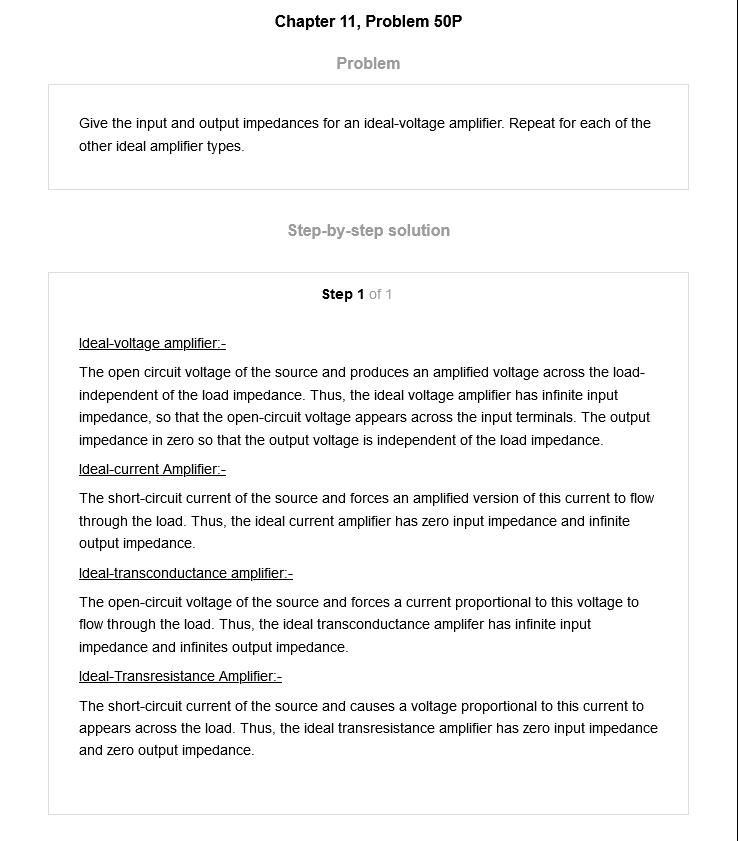 Chapter 11, Problem 50P
Problem
Give the input and output impedances for an ideal-voltage amplifier. Repeat for each of the
other ideal amplifier types.
Step-by-step solution
Step 1 of 1
Ideal-voltage amplifier:-
The open circuit voltage of the source and produces an amplified voltage across the load-
independent of the load impedance. Thus, the ideal voltage amplifier has infinite input
impedance, so that the open-circuit voltage appears across the input terminals. The output
impedance in zero so that the output voltage is independent of the load impedance.
Ideal-current Amplifier:-
The short-circuit current of the source and forces an amplified version of this current to flow
through the load. Thus, the ideal current amplifier has zero input impedance and infinite
output impedance.
Ideal-transconductance amplifier:-
The open-circuit voltage of the source and forces a current proportional to this voltage to
flow through the load. Thus, the ideal transconductance amplifer has infinite input
impedance and infinites output impedance.
Ideal-Transresistance Amplifier:-
The short-circuit current of the source and causes a voltage proportional to this current to
appears across the load. Thus, the ideal transresistance amplifier has zero input impedance
and zero output impedance.